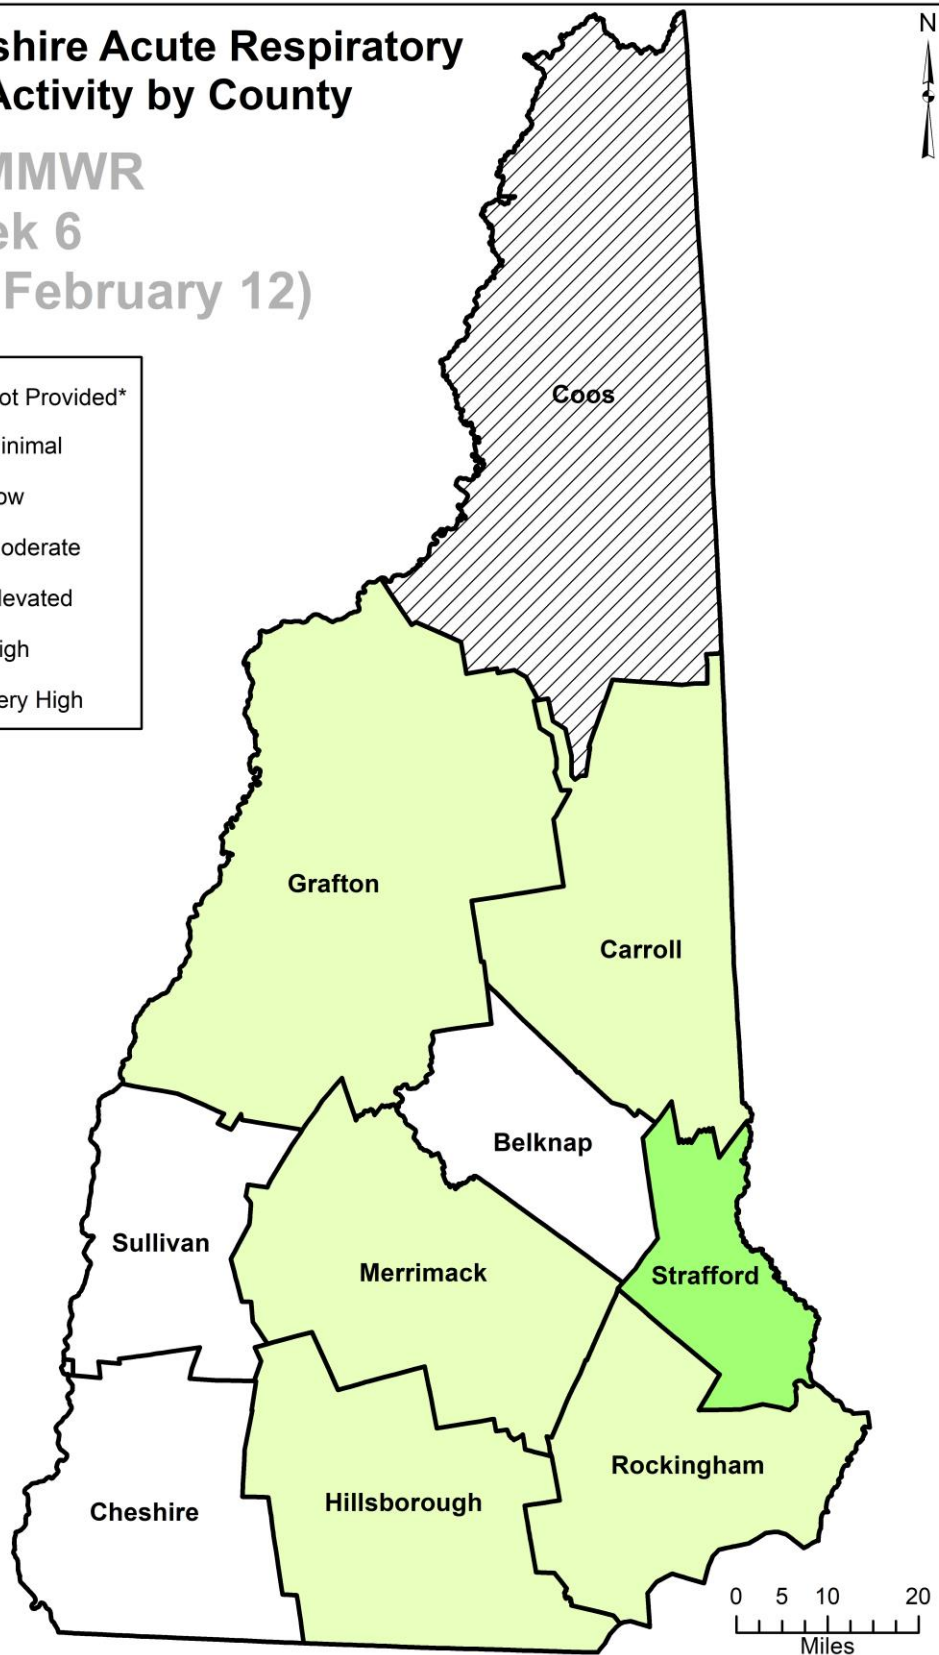 shire Acute Respiratory
Activity by County
MMWR
ek 6
February 12)
N
ot Provided*
inimal
ow
oderate
levated
igh
ery High
Coos
Grafton
Carroll
Belknap
Sullivan
Merrimack
Strafford
Rockingham
Hillsborough
Cheshire
0 5 10 20
Miles